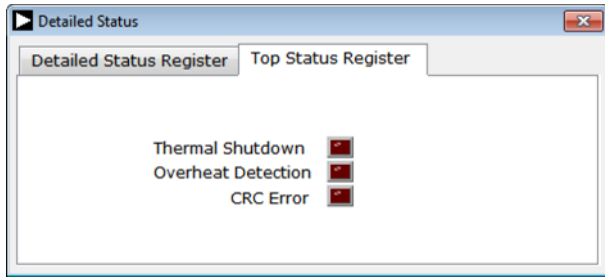 Detailed Status
Detailed Status Register
Top Status Register
Thermal Shutdown
Overheat Detection
CRC Error